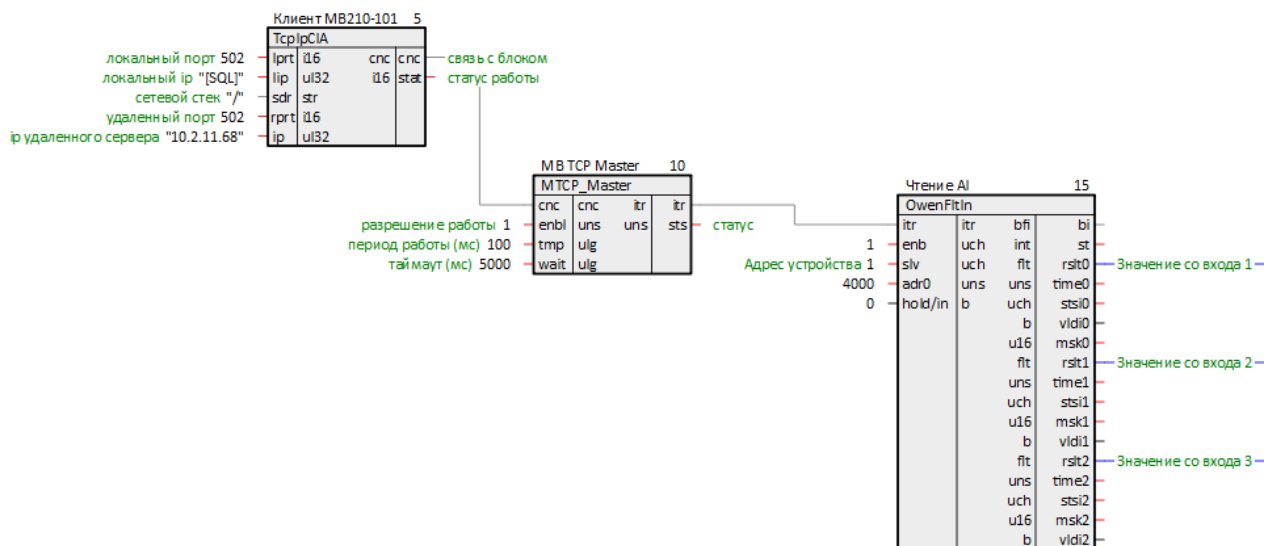 Клиент МВ210-101 5
TcpIpCIA
локальный порт 502 lprt i16 cnc cnc связь с блоком
локальный ip "[SQL]" lip ul32 i16 stat статус работы
сетевой стек "/" sdr str
удаленный порт 502 rprt i16
ip удаленного сервера "10.2.11.68" ip ul32
MB TCP Master 10
MTCP_Master
cnc cnc itr itr
разрешение работы 1 enbl uns uns sts статус
период работы (мс) 100 tmp ulg
таймаут (мс) 5000 wait ulg
Чтение AI 15
OwenFltIn
itr itr bfi bi
1 enb uch int st
Адрес устройства 1 slv uch flt rslt0 Значение со входа 1
4000 adr0 uns uns time0
0 hold/in b uch stsi0
b vldi0
u16 msk0
flt rslt1 Значение со входа 2
uns time1
uch stsi1
u16 msk1
b vldi1
flt rslt2 Значение со входа 3
uns time2
uch stsi2
u16 msk2
b vldi2